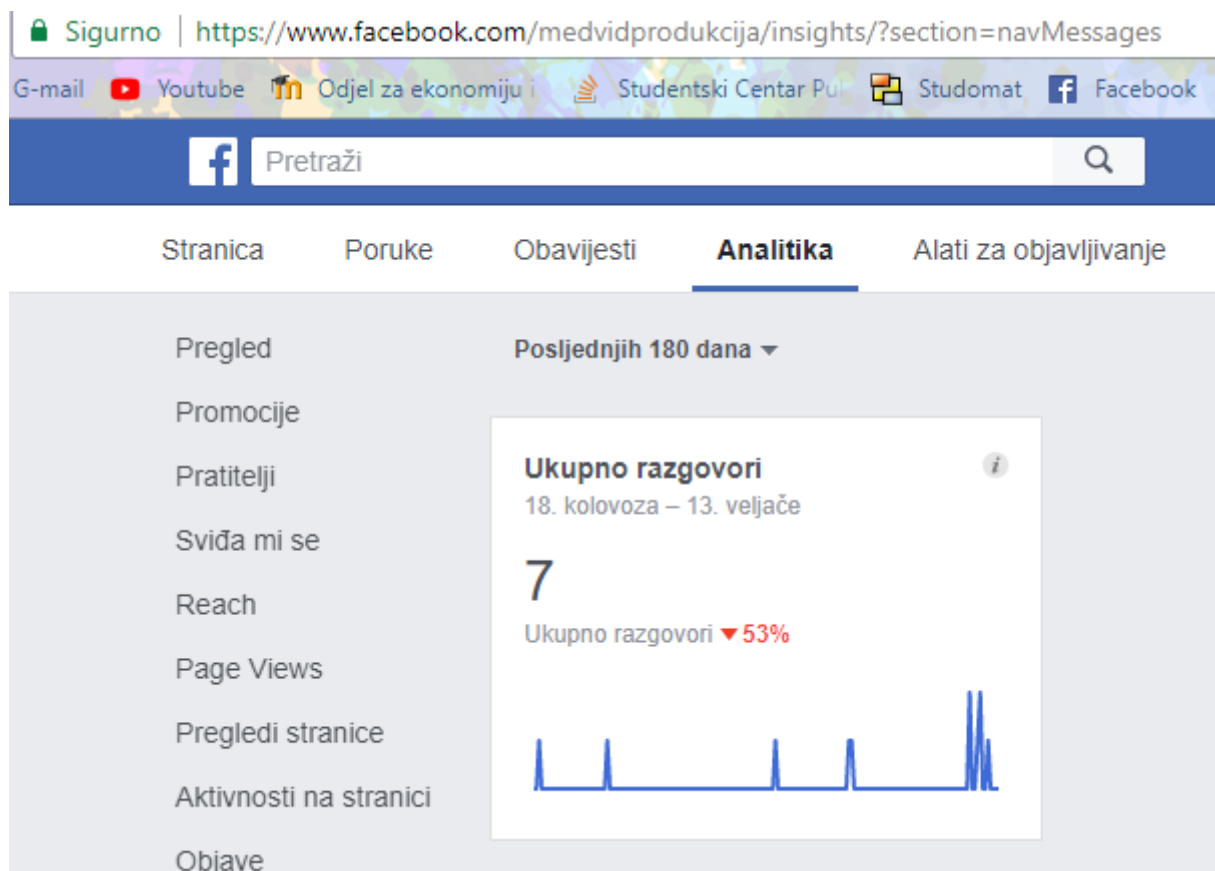 Sigurno | https://www.facebook.com/medvidprodukcija/insights/?section=navMessages
G-mail Youtube Odjel za ekonomiju i Studentski Centar Pul Studomat Facebook
Pretraži
Stranica Poruke Obavijesti Analitika Alati za objavljivanje
Pregled
Promocije
Pratitelji
Sviđa mi se
Reach
Page Views
Pregledi stranice
Aktivnosti na stranici
Objave
Posljednjih 180 dana
Ukupno razgovori
18. kolovoza – 13. veljače
7
Ukupno razgovori 53%